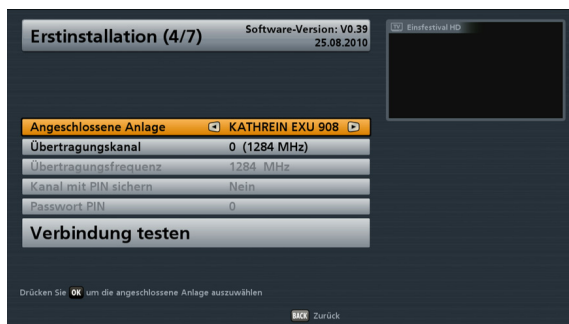 Erstinstallation (4/7)
Software-Version: V0.39
25.08.2010
TV Einsfestival HD
Angeschlossene Anlage KATHREIN EXU 908
Übertragungskanal 0 (1284 MHz)
Übertragungsfrequenz 1284 MHz
Kanal mit PIN sichern Nein
Passwort PIN 0
Verbindung testen
Drücken Sie OK um die angeschlossene Anlage auszuwählen
BACK Zurück